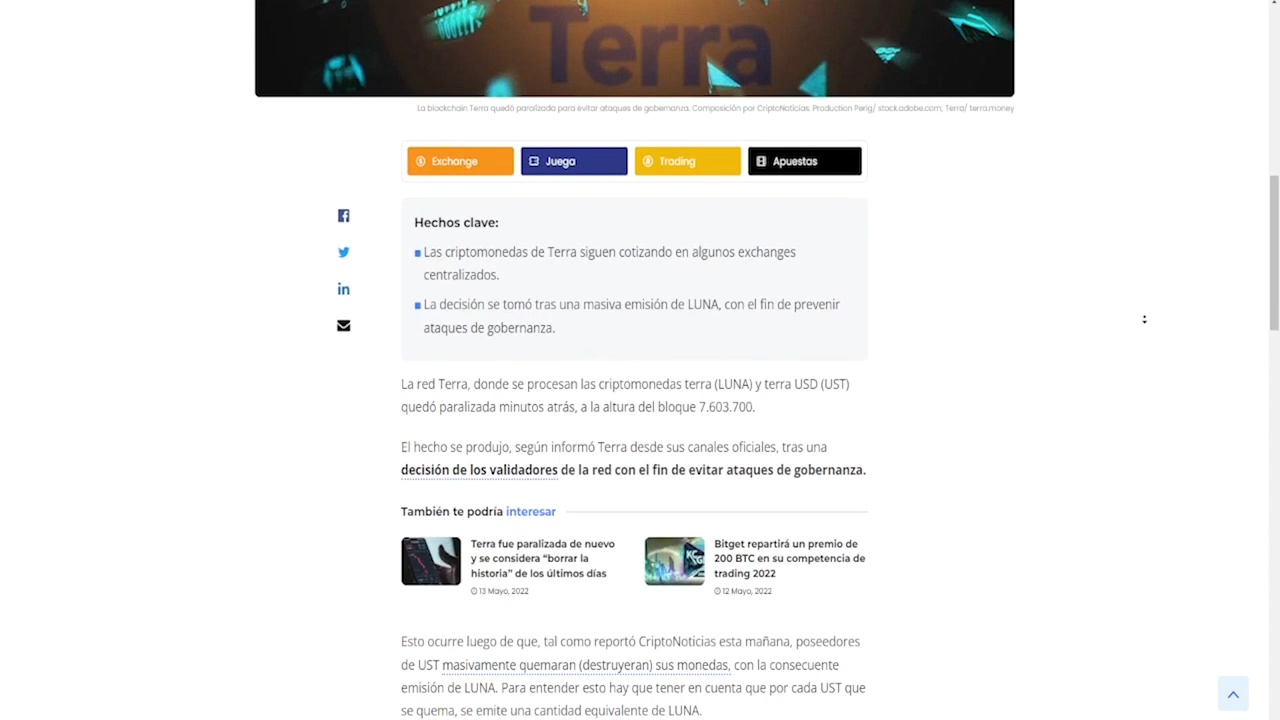 Terra
La blockchain Terra quedó paralizada para evitar ataques de gobernanza. Composición por CriptoNoticias. Production Perig/ stock.adobe.com; Terra/ terra.money
Exchange
Juega
Trading
Apuestas
Hechos clave:
Las criptomonedas de Terra siguen cotizando en algunos exchanges
centralizados.
La decisión se tomó tras una masiva emisión de LUNA, con el fin de prevenir
ataques de gobernanza.
La red Terra, donde se procesan las criptomonedas terra (LUNA) y terra USD (UST)
quedó paralizada minutos atrás, a la altura del bloque 7.603.700.
El hecho se produjo, según informó Terra desde sus canales oficiales, tras una
decisión de los validadores de la red con el fin de evitar ataques de gobernanza.
También te podría interesar
Terra fue paralizada de nuevo
y se considera “borrar la
historia” de los últimos días
13 Mayo, 2022
Bitget repartirá un premio de
200 BTC en su competencia de
trading 2022
12 Mayo, 2022
Esto ocurre luego de que, tal como reportó CriptoNoticias esta mañana, poseedores
de UST masivamente quemaran (destruyeran) sus monedas, con la consecuente
emisión de LUNA. Para entender esto hay que tener en cuenta que por cada UST que
se quema, se emite una cantidad equivalente de LUNA.